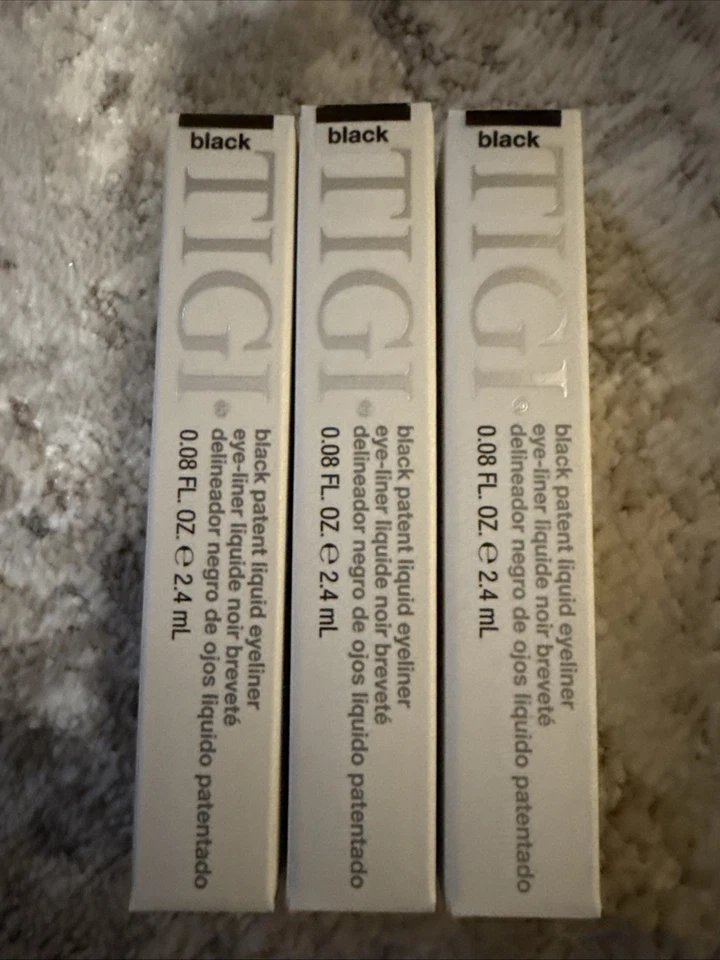 black
TIGI®
black patent liquid eyeliner
eye-liner liquide noir breveté
delineador negro de ojos liquido patentado
0.08 FL. OZ. ℮ 2.4 mL
black
TIGI®
black patent liquid eyeliner
eye-liner liquide noir breveté
delineador negro de ojos liquido patentado
0.08 FL. OZ. ℮ 2.4 mL
black
TIGI®
black patent liquid eyeliner
eye-liner liquide noir breveté
delineador negro de ojos liquido patentado
0.08 FL. OZ. ℮ 2.4 mL